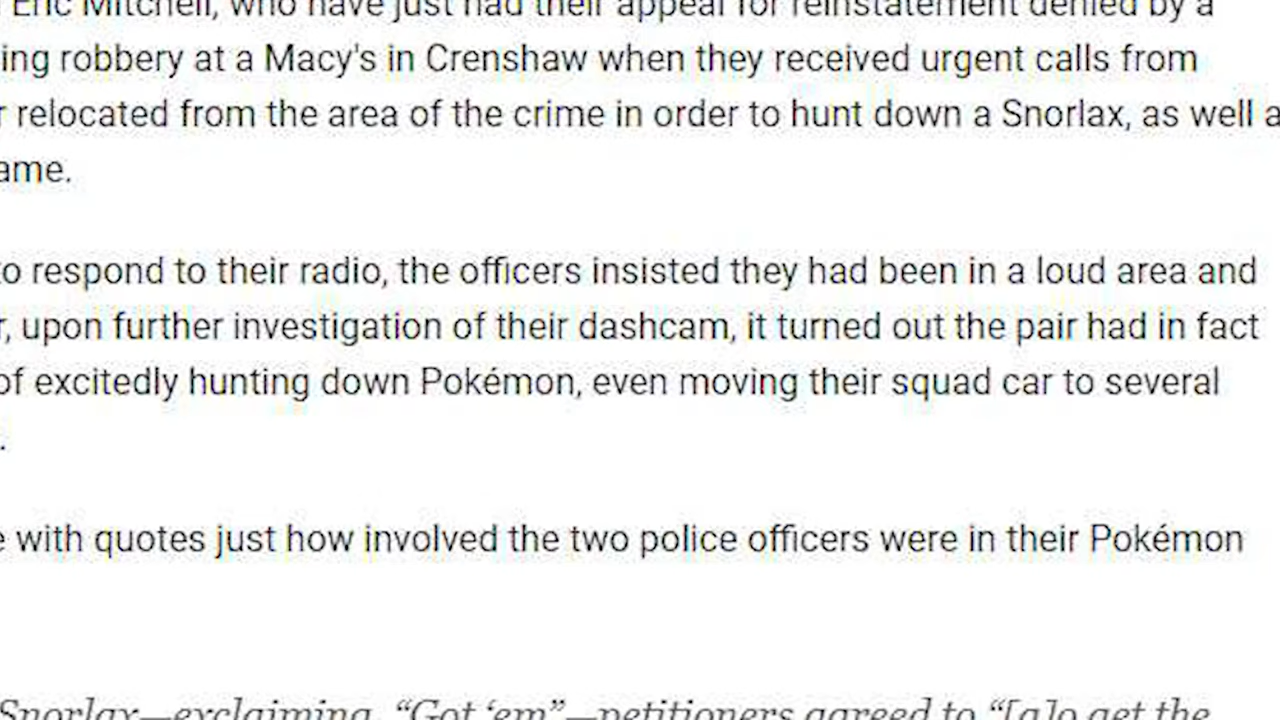 Eric Mitchell, who have just had their appeal for reinstatement denied by a
ing robbery at a Macy's in Crenshaw when they received urgent calls from
r relocated from the area of the crime in order to hunt down a Snorlax, as well a
ame.
to respond to their radio, the officers insisted they had been in a loud area and
r, upon further investigation of their dashcam, it turned out the pair had in fact
of excitedly hunting down Pokémon, even moving their squad car to several
.
e with quotes just how involved the two police officers were in their Pokémon
Snorlax—exclaiming, “Got ‘em”—petitioners agreed to “[g]o get the